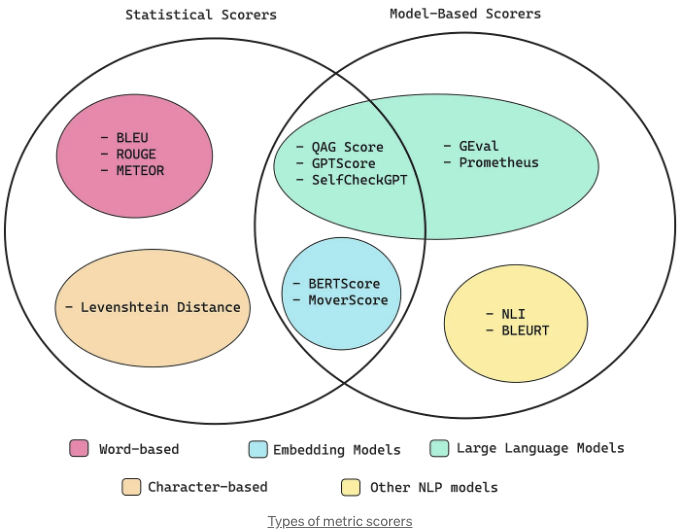 Statistical Scorers
Model-Based Scorers
- BLEU
- ROUGE
- METEOR
- QAG Score
- GPTScore
- SelfCheckGPT
- GEval
- Prometheus
- Levenshtein Distance
- BERTScore
- MoverScore
- NLI
- BLEURT
Word-based
Embedding Models
Large Language Models
Character-based
Other NLP models
Types of metric scorers